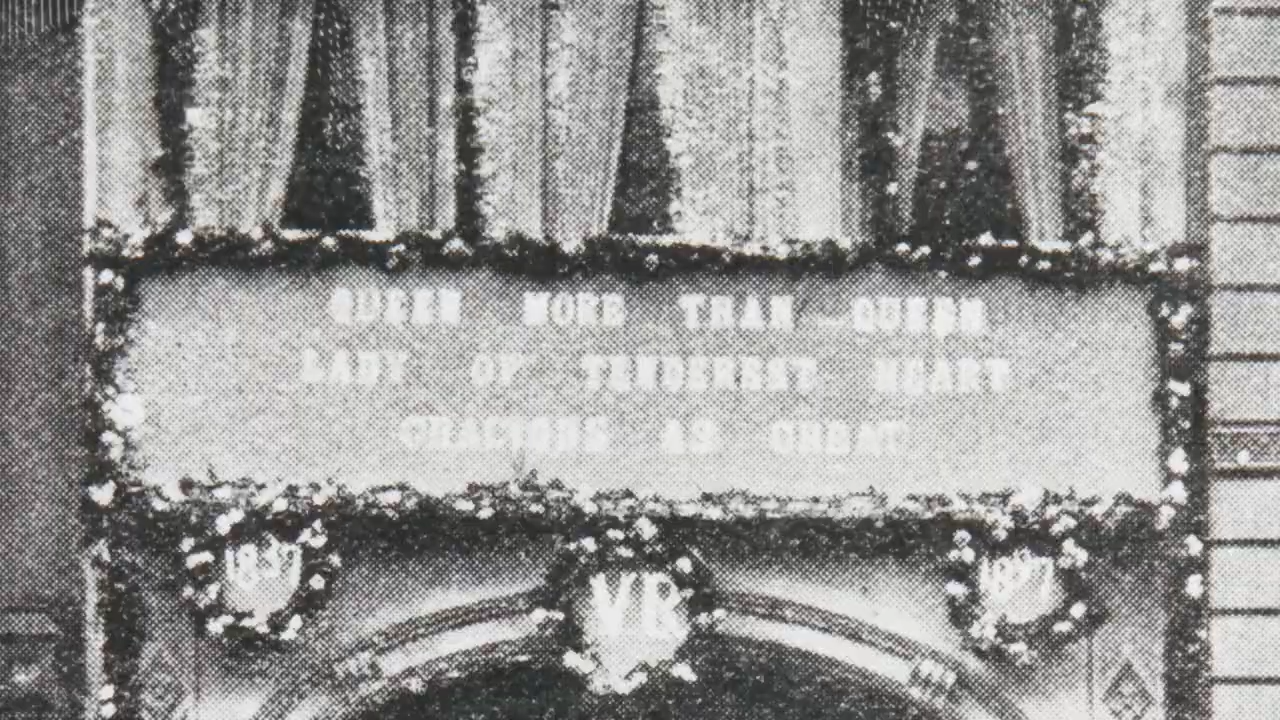 QUEEN MORE THAN QUEEN
LADY OF TENDEREST HEART
GRACIOUS AS GREAT
1837 VR 1897